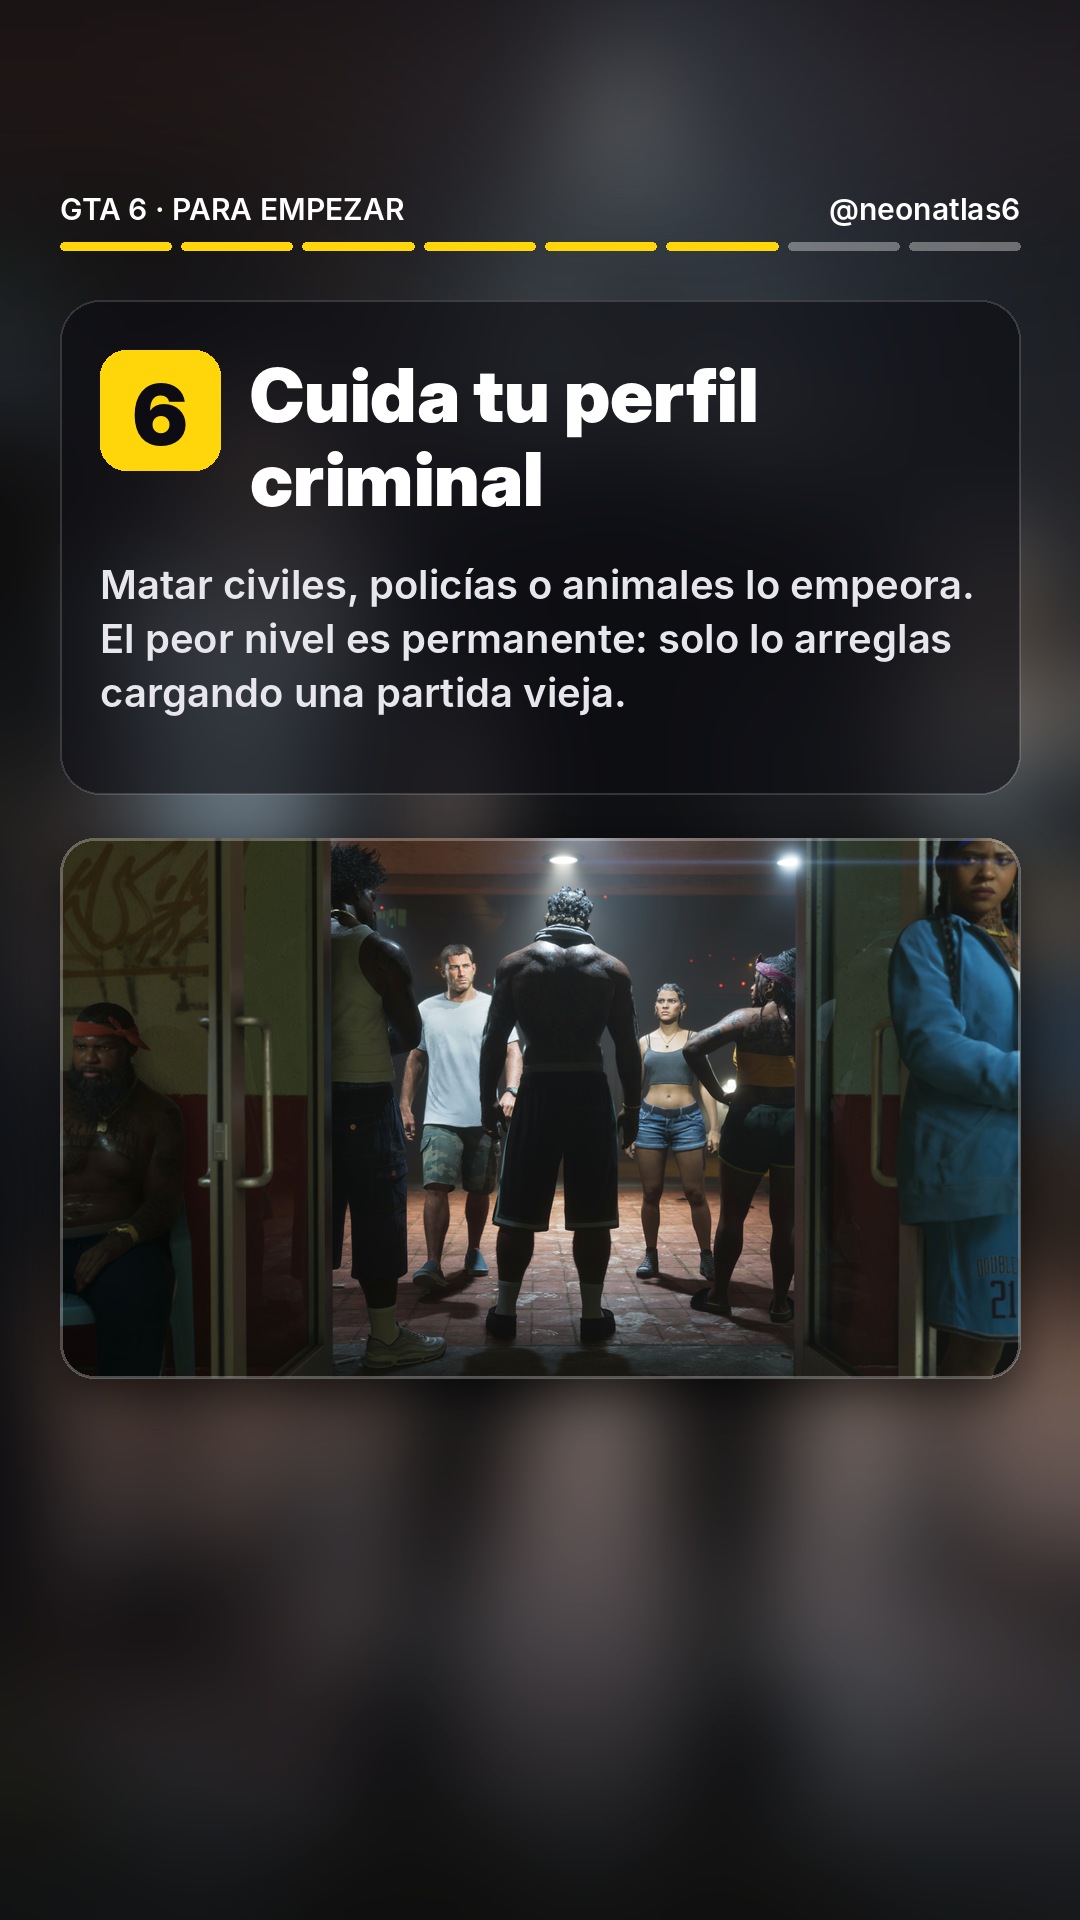 GTA 6 · PARA EMPEZAR
@neonatlas6
6
Cuida tu perfil
criminal
Matar civiles, policías o animales lo empeora.
El peor nivel es permanente: solo lo arreglas
cargando una partida vieja.
21